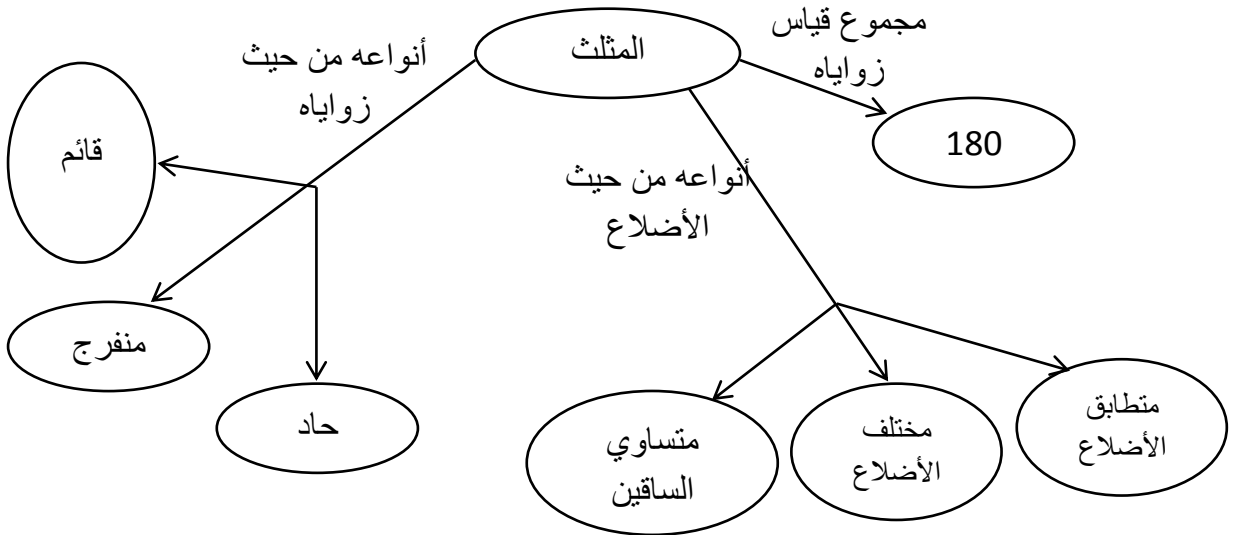 المثلث
مجموع قياس
زواياه
180
أنواعه من حيث
زواياه
قائم
منفرج
حاد
أنواعه من حيث
الأضلاع
متطابق
الأضلاع
مختلف
الأضلاع
متساوي
الساقين